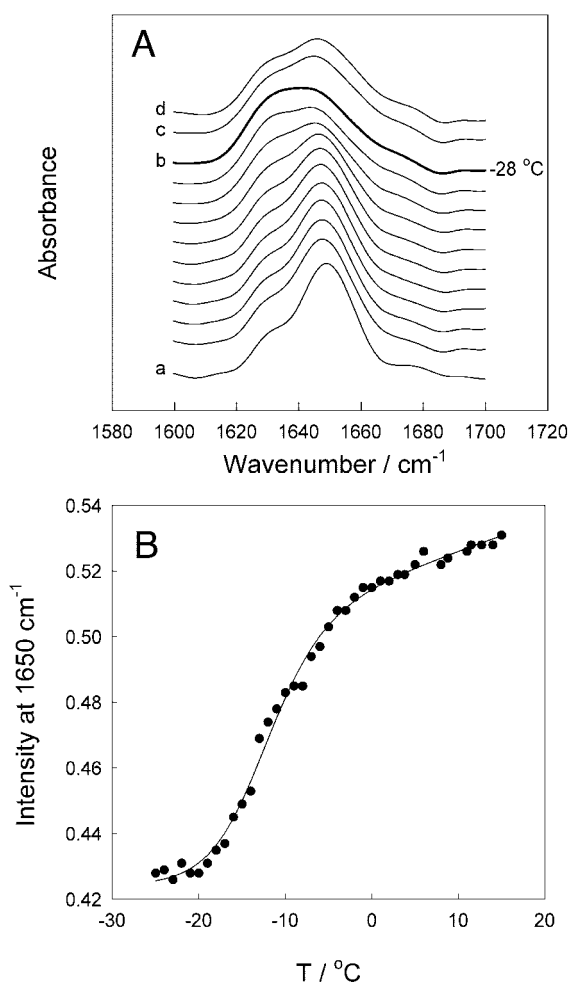 A
d
c
b
-28 °C
a
Absorbance
1580 1600 1620 1640 1660 1680 1700 1720
Wavenumber / cm⁻¹
B
0.54
0.52
0.50
0.48
0.46
0.44
0.42
Intensity at 1650 cm⁻¹
-30 -20 -10 0 10 20
T / °C